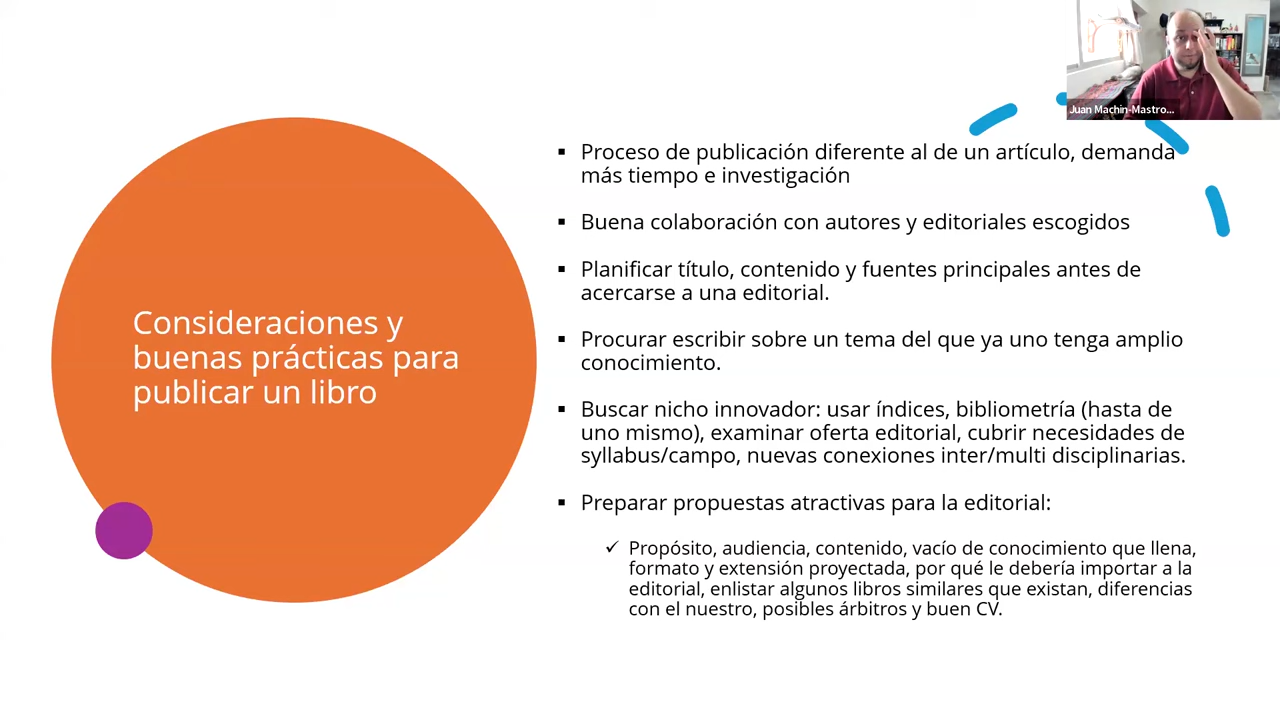 Juan Machin-Mastro...
Consideraciones y
buenas prácticas para
publicar un libro
▪ Proceso de publicación diferente al de un artículo, demanda
más tiempo e investigación
▪ Buena colaboración con autores y editoriales escogidos
▪ Planificar título, contenido y fuentes principales antes de
acercarse a una editorial.
▪ Procurar escribir sobre un tema del que ya uno tenga amplio
conocimiento.
▪ Buscar nicho innovador: usar índices, bibliometría (hasta de
uno mismo), examinar oferta editorial, cubrir necesidades de
syllabus/campo, nuevas conexiones inter/multi disciplinarias.
▪ Preparar propuestas atractivas para la editorial:
✓ Propósito, audiencia, contenido, vacío de conocimiento que llena,
formato y extensión proyectada, por qué le debería importar a la
editorial, enlistar algunos libros similares que existan, diferencias
con el nuestro, posibles árbitros y buen CV.